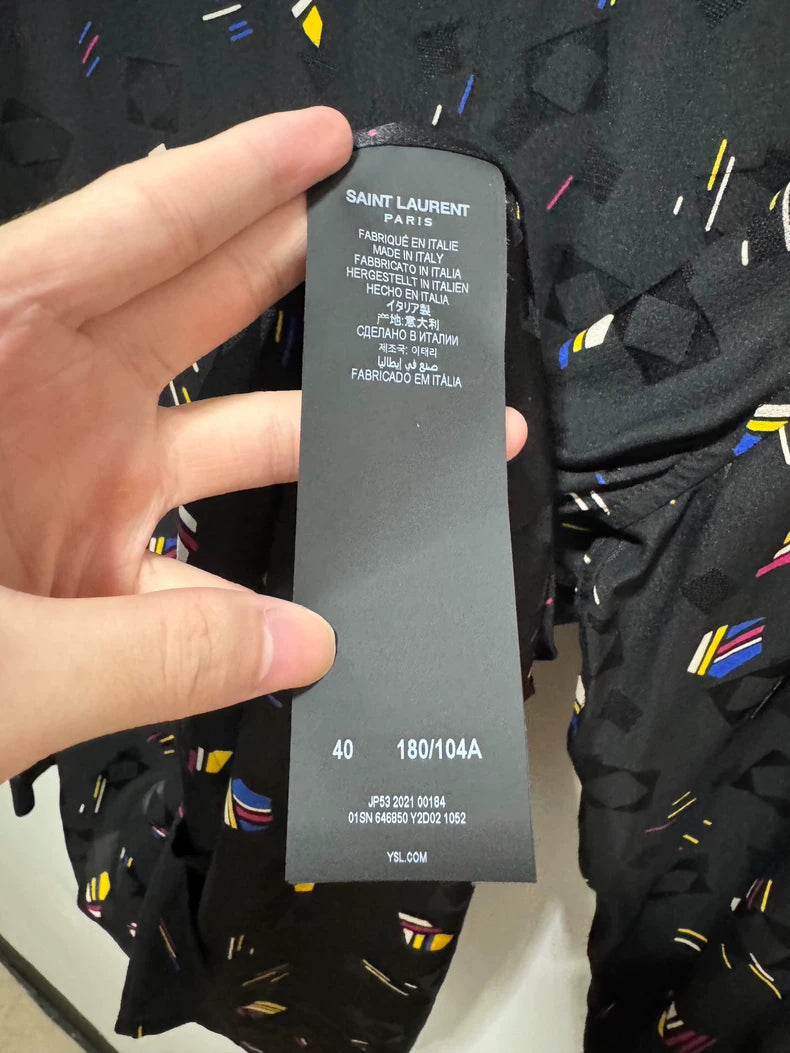 SAINT LAURENT
PARIS
FABRIQUÉ EN ITALIE
MADE IN ITALY
FABBRICATO IN ITALIA
HERGESTELLT IN ITALIEN
HECHO EN ITALIA
イタリア製
产地:意大利
СДЕЛАНО В ИТАЛИИ
제조국: 이태리
صنع في إيطاليا
FABRICADO EM ITÁLIA
40 180/104A
JP53 2021 00184
01SN 646850 Y2D02 1052
YSL.COM